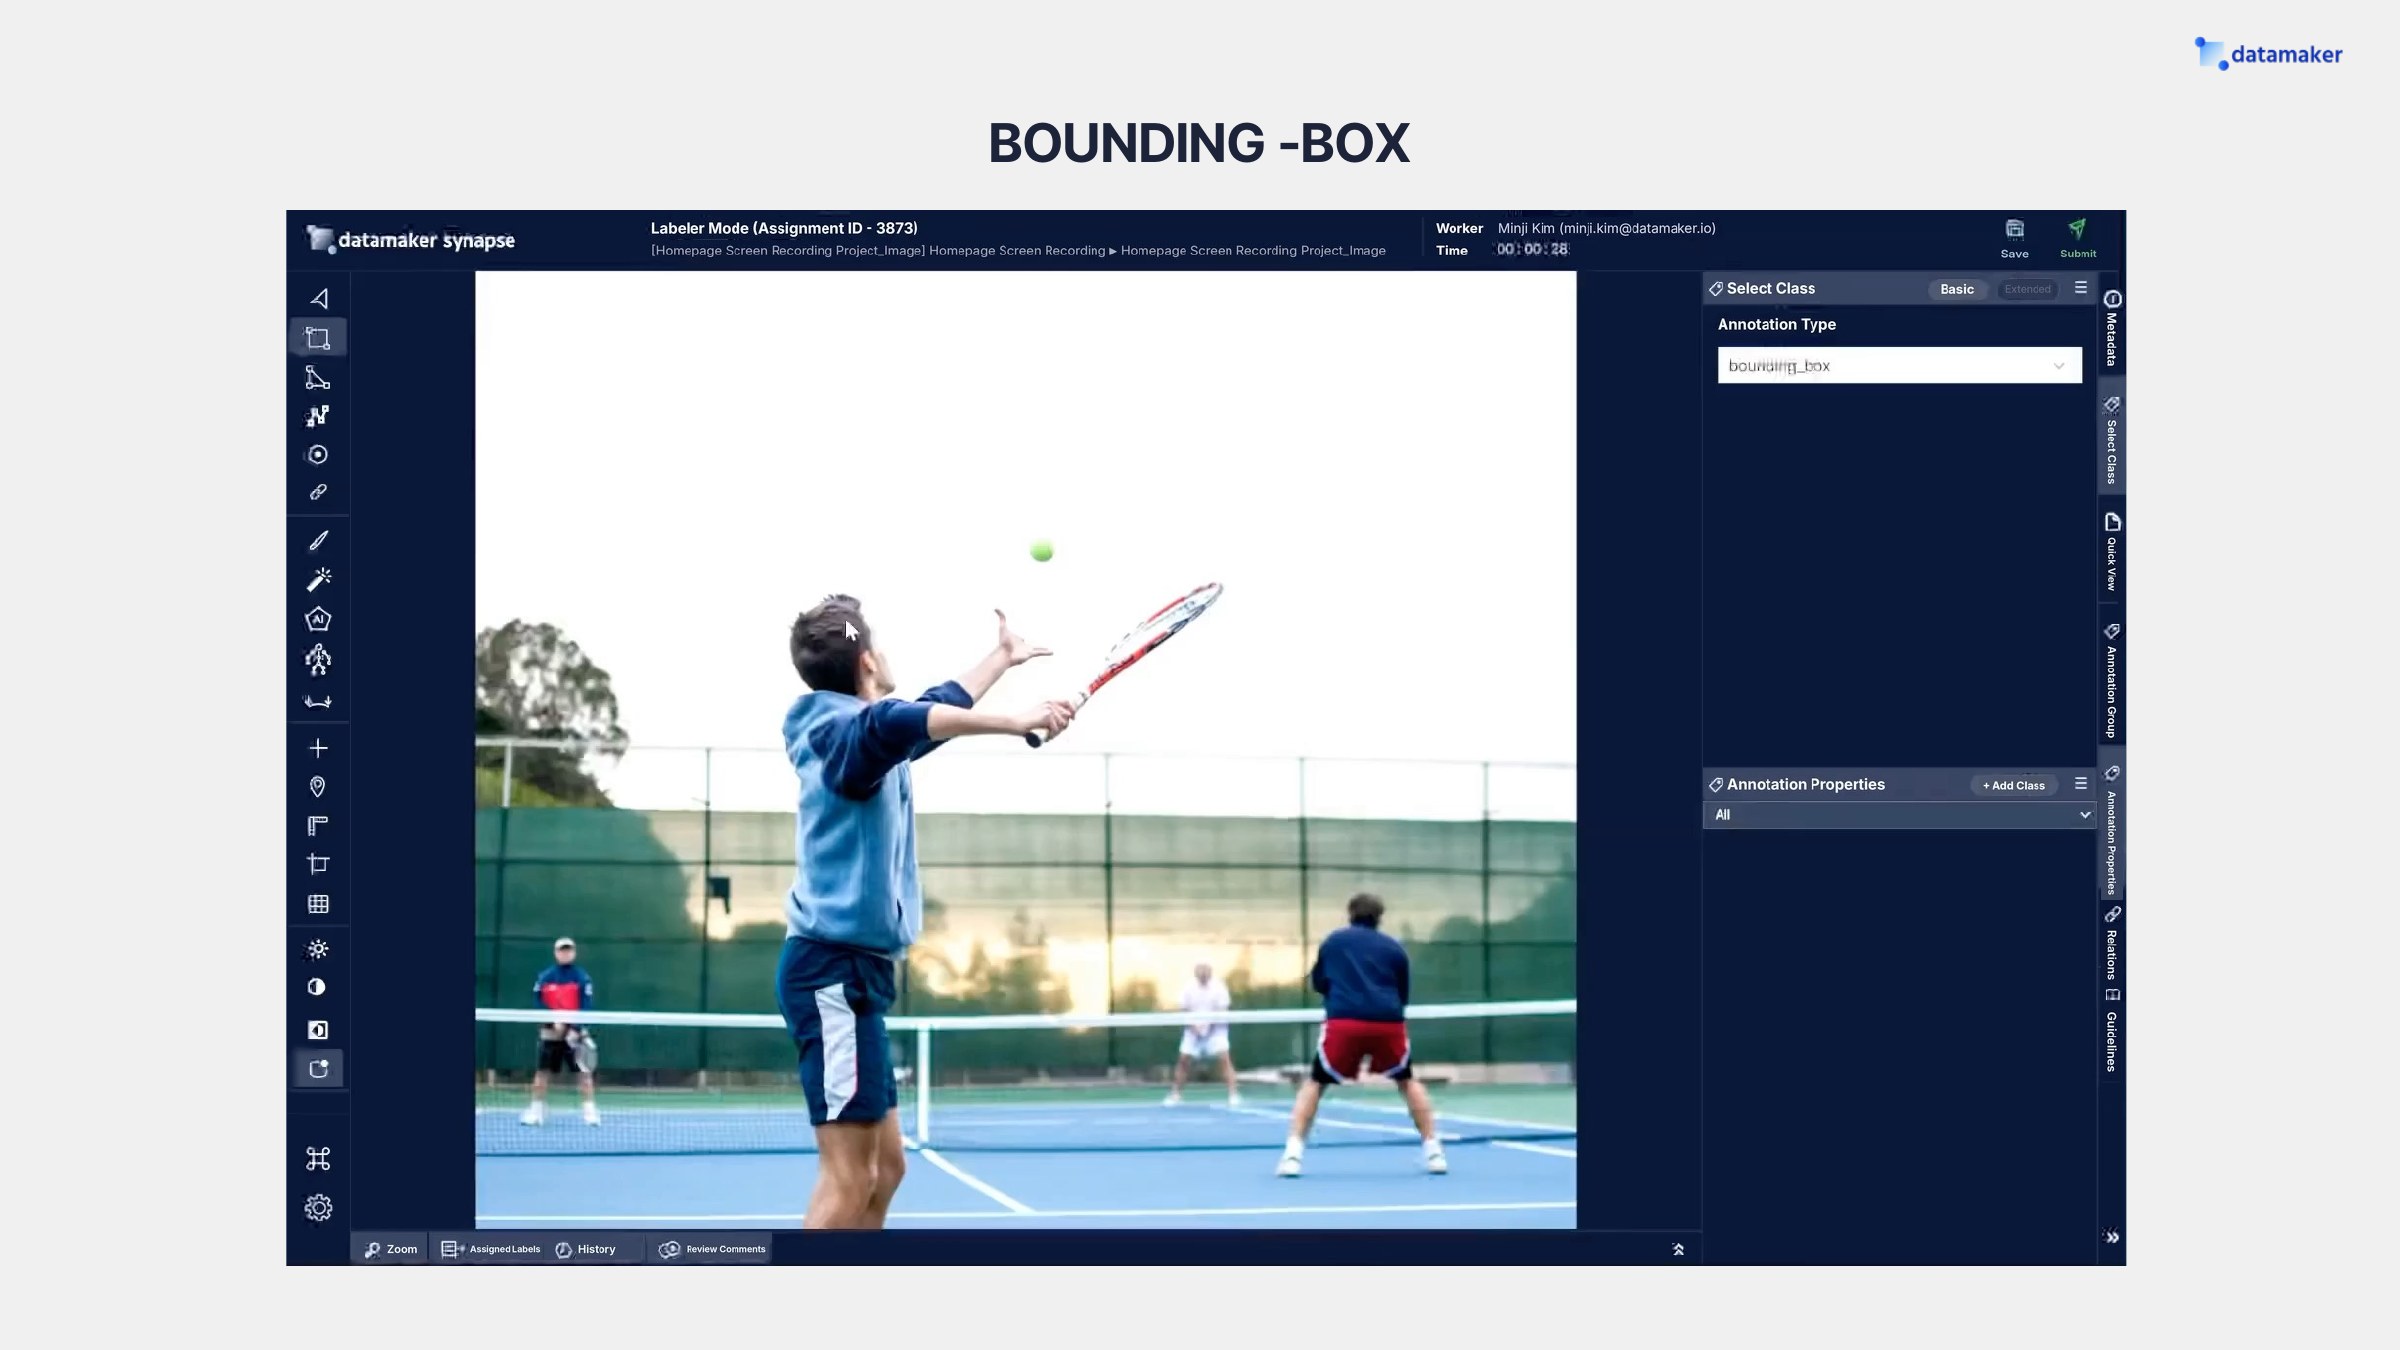 datamaker
BOUNDING -BOX
datamaker synapse
Labeler Mode (Assignment ID - 3873)
[Homepage Screen Recording Project_Image] Homepage Screen Recording ▸ Homepage Screen Recording Project_Image
Worker Minji Kim (minji.kim@datamaker.io)
Time 00:00:28
Save
Submit
Select Class
Basic
Extended
Annotation Type
bounding_box
Annotation Properties
+ Add Class
All
Metadata
Select Class
Quick View
Annotation Group
Annotation Properties
Relations
Guidelines
AI
Zoom
Assigned Labels
History
Review Comments